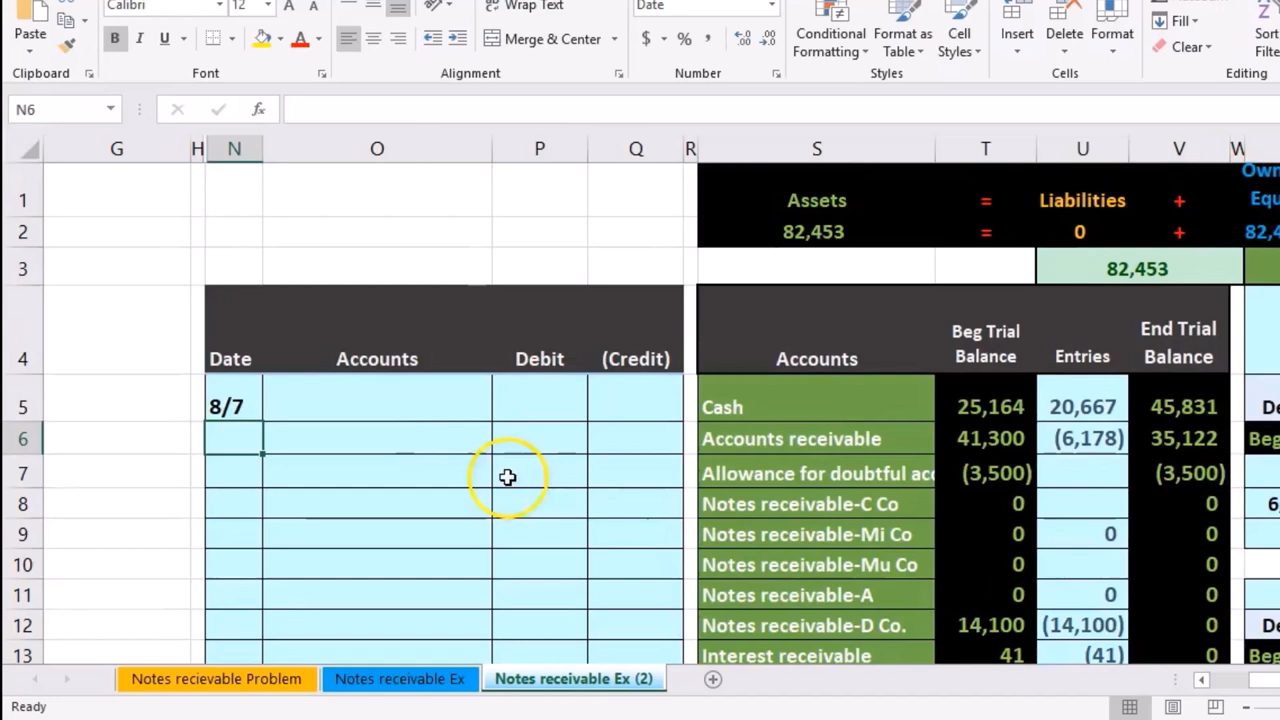 Calibri 12 A A Wrap Text Date
Paste B I U A Merge & Center $ % , Conditional Formatting Format as Table Cell Styles Insert Delete Format Fill Clear Sort Filte
Clipboard Font Alignment Number Styles Cells Editing
N6 fx
G H N O P Q R S T U V W
1 Assets = Liabilities + Own Equ
2 82,453 = 0 + 82,4
3 82,453
4 Date Accounts Debit (Credit) Accounts Beg Trial Balance Entries End Trial Balance
5 8/7 Cash 25,164 20,667 45,831 De
6 Accounts receivable 41,300 (6,178) 35,122 Beg
7 Allowance for doubtful acc (3,500) (3,500)
8 Notes receivable-C Co 0 0 6,
9 Notes receivable-Mi Co 0 0 0
10 Notes receivable-Mu Co 0 0
11 Notes receivable-A 0 0 0
12 Notes receivable-D Co. 14,100 (14,100) 0 De
13 Interest receivable 41 (41) 0 Beg
Notes recievable Problem Notes receivable Ex Notes receivable Ex (2)
Ready